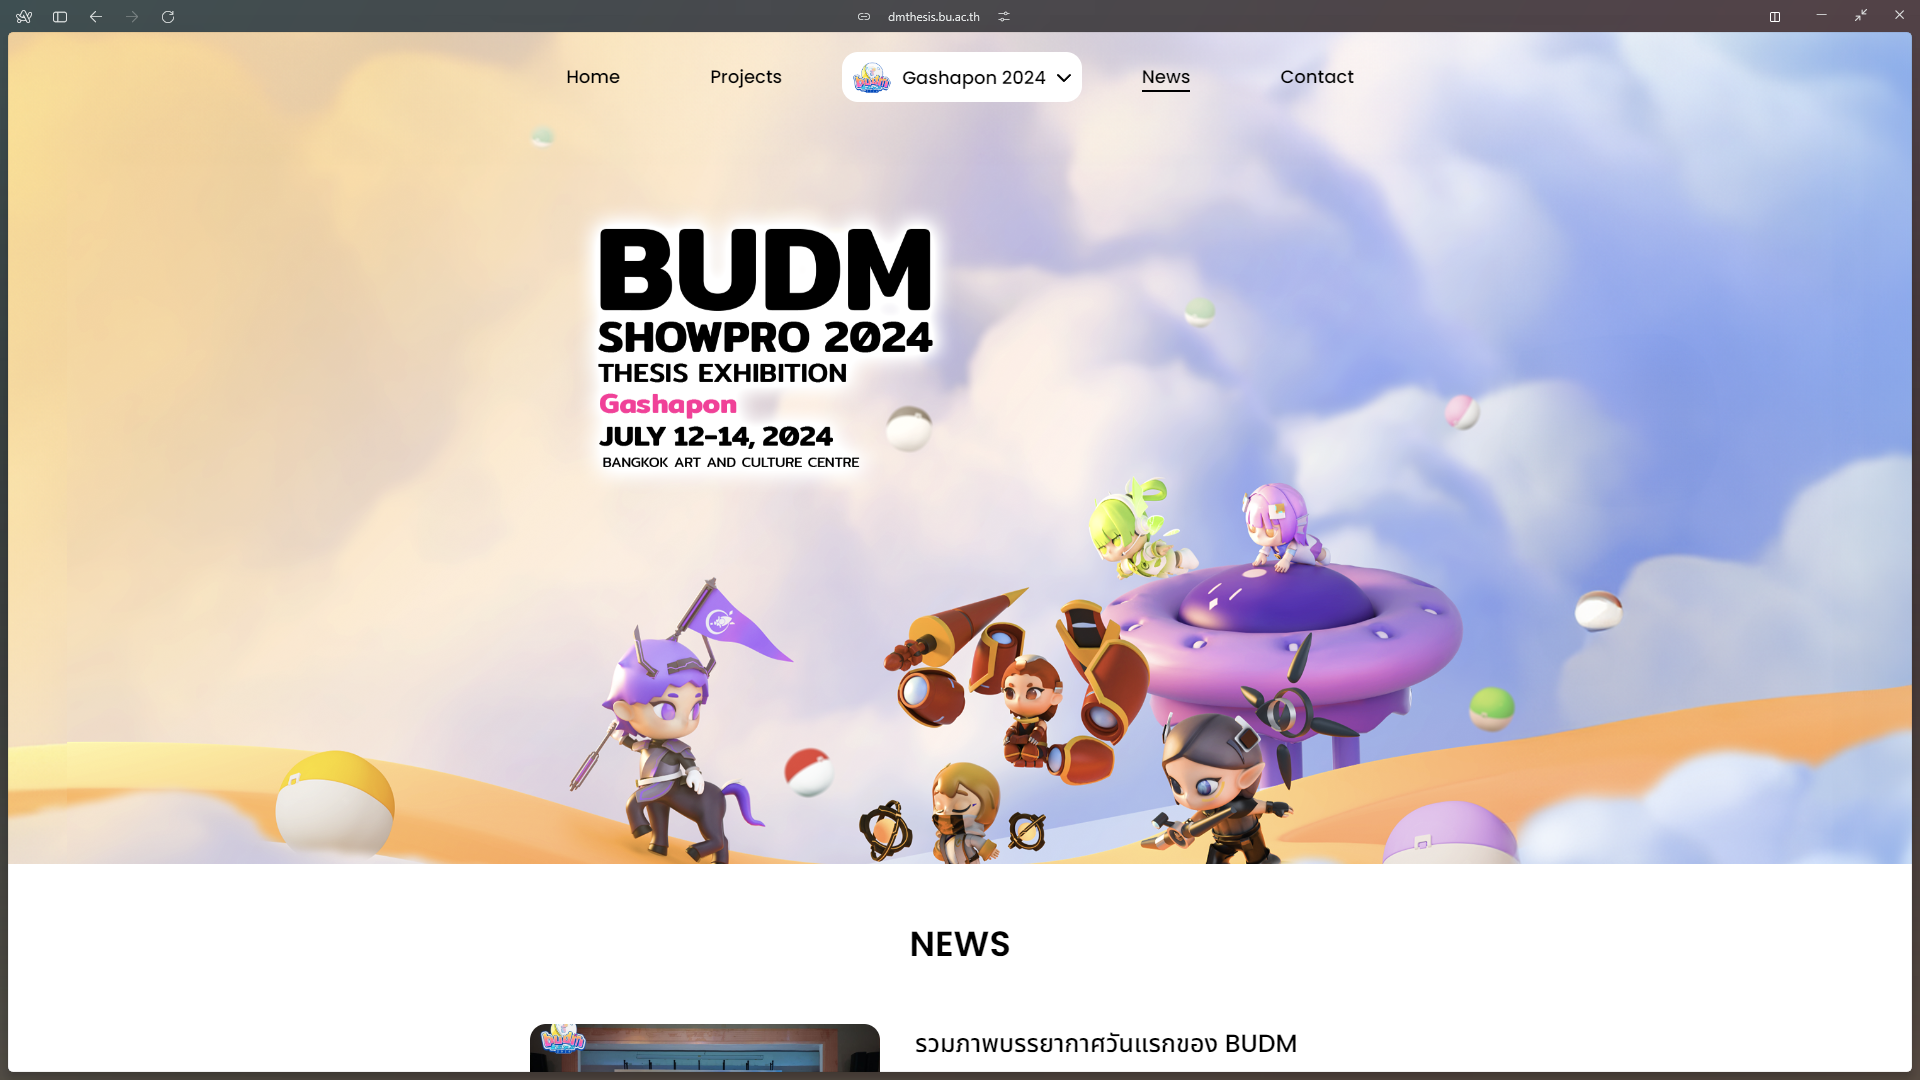 dmthesis.bu.ac.th
Home
Projects
Gashapon 2024
News
Contact
BUDM
SHOWPRO 2024
THESIS EXHIBITION
Gashapon
JULY 12-14, 2024
BANGKOK ART AND CULTURE CENTRE
NEWS
รวมภาพบรรยากาศวันแรกของ BUDM